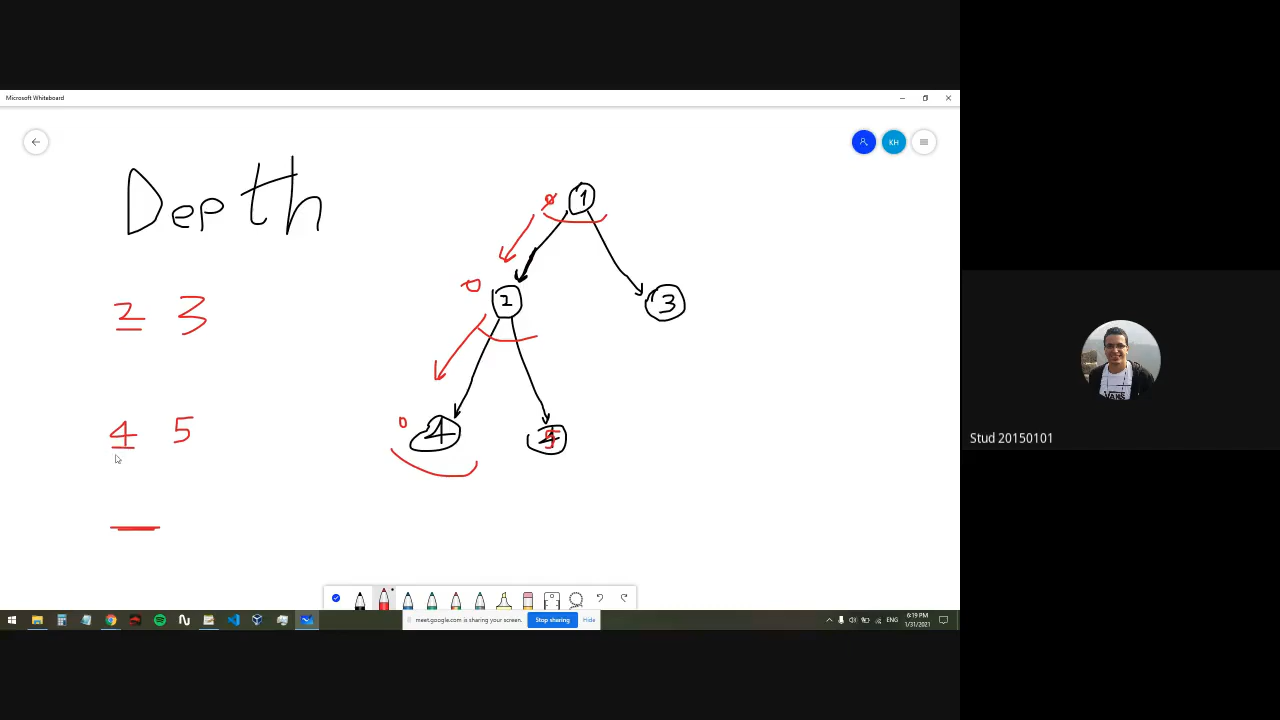 Microsoft Whiteboard
KH
Depth
0 1
2 3
0 2
3
4 5
0 4
5
Stud 20150101
meet.google.com is sharing your screen.
Stop sharing
Hide
ENG
6:19 PM
1/31/2021